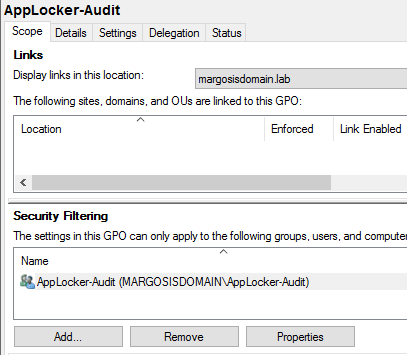 AppLocker-Audit
Scope Details Settings Delegation Status
Links
Display links in this location: margosisdomain.lab
The following sites, domains, and OUs are linked to this GPO:
Location Enforced Link Enabled
Security Filtering
The settings in this GPO can only apply to the following groups, users, and compute
Name
AppLocker-Audit (MARGOSISDOMAIN\AppLocker-Audit)
Add... Remove Properties